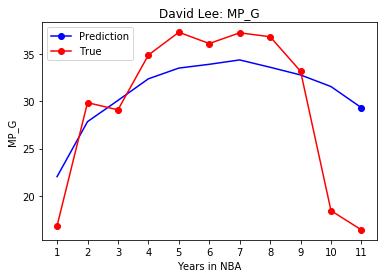 David Lee: MP_G
Prediction
True
MP_G
35
30
25
20
1 2 3 4 5 6 7 8 9 10 11
Years in NBA